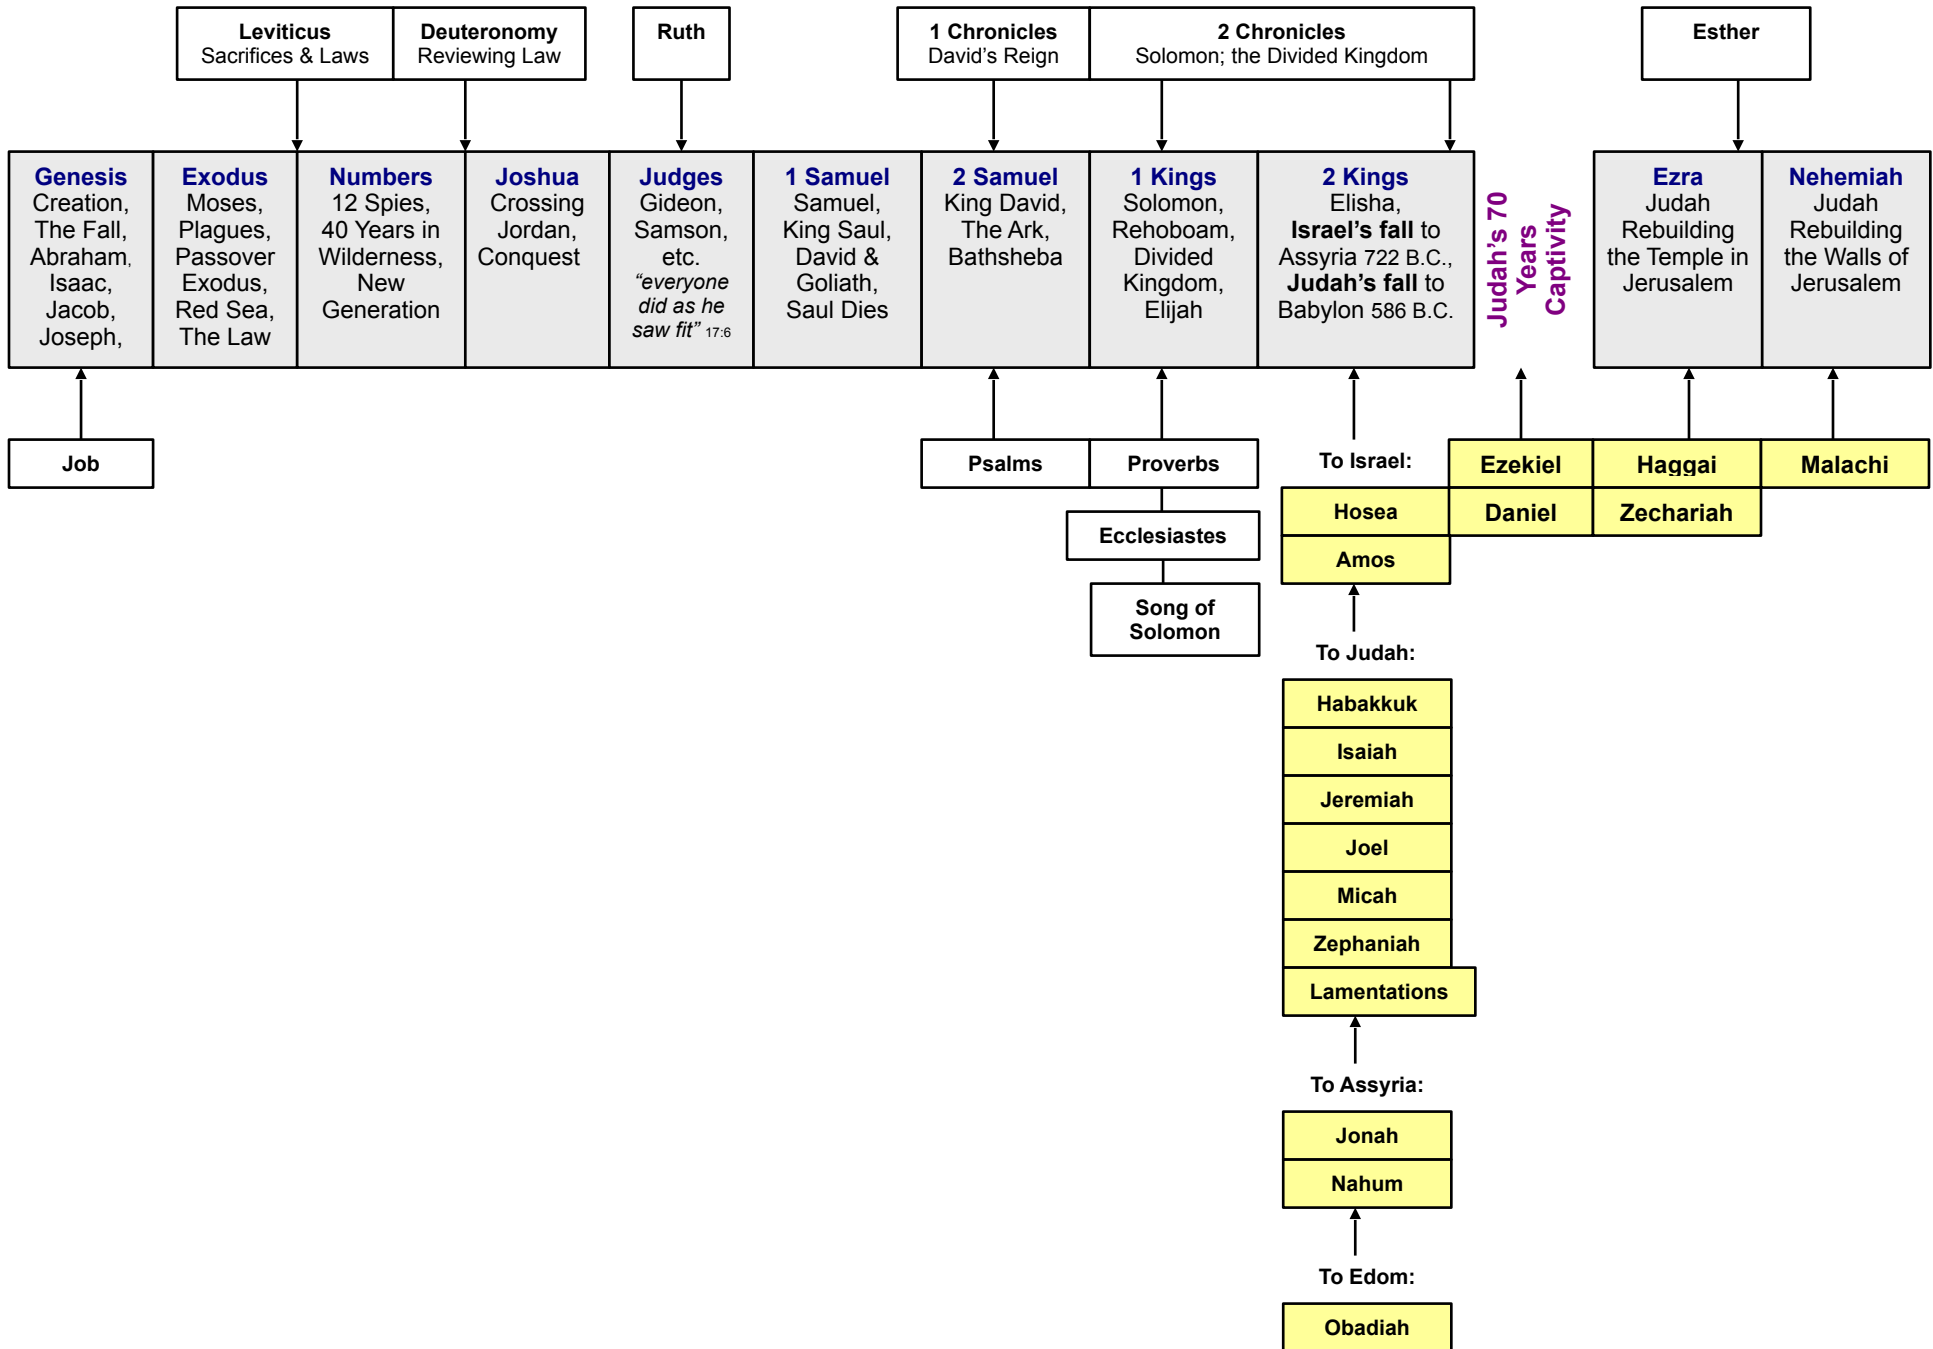 Leviticus
Sacrifices & Laws
Deuteronomy
Reviewing Law
Ruth
1 Chronicles
David’s Reign
2 Chronicles
Solomon; the Divided Kingdom
Esther
Genesis
Creation,
The Fall,
Abraham,
Isaac,
Jacob,
Joseph,
Exodus
Moses,
Plagues,
Passover
Exodus,
Red Sea,
The Law
Numbers
12 Spies,
40 Years in
Wilderness,
New
Generation
Joshua
Crossing
Jordan,
Conquest
Judges
Gideon,
Samson,
etc.
“everyone
did as he
saw fit” 17:6
1 Samuel
Samuel,
King Saul,
David &
Goliath,
Saul Dies
2 Samuel
King David,
The Ark,
Bathsheba
1 Kings
Solomon,
Rehoboam,
Divided
Kingdom,
Elijah
2 Kings
Elisha,
Israel’s fall to
Assyria 722 B.C.,
Judah’s fall to
Babylon 586 B.C.
Judah’s 70
Years
Captivity
Ezra
Judah
Rebuilding
the Temple in
Jerusalem
Nehemiah
Judah
Rebuilding
the Walls of
Jerusalem
Job
Psalms
Proverbs
Ecclesiastes
Song of
Solomon
To Israel:
Hosea
Amos
Ezekiel
Daniel
Haggai
Zechariah
Malachi
To Judah:
Habakkuk
Isaiah
Jeremiah
Joel
Micah
Zephaniah
Lamentations
To Assyria:
Jonah
Nahum
To Edom:
Obadiah